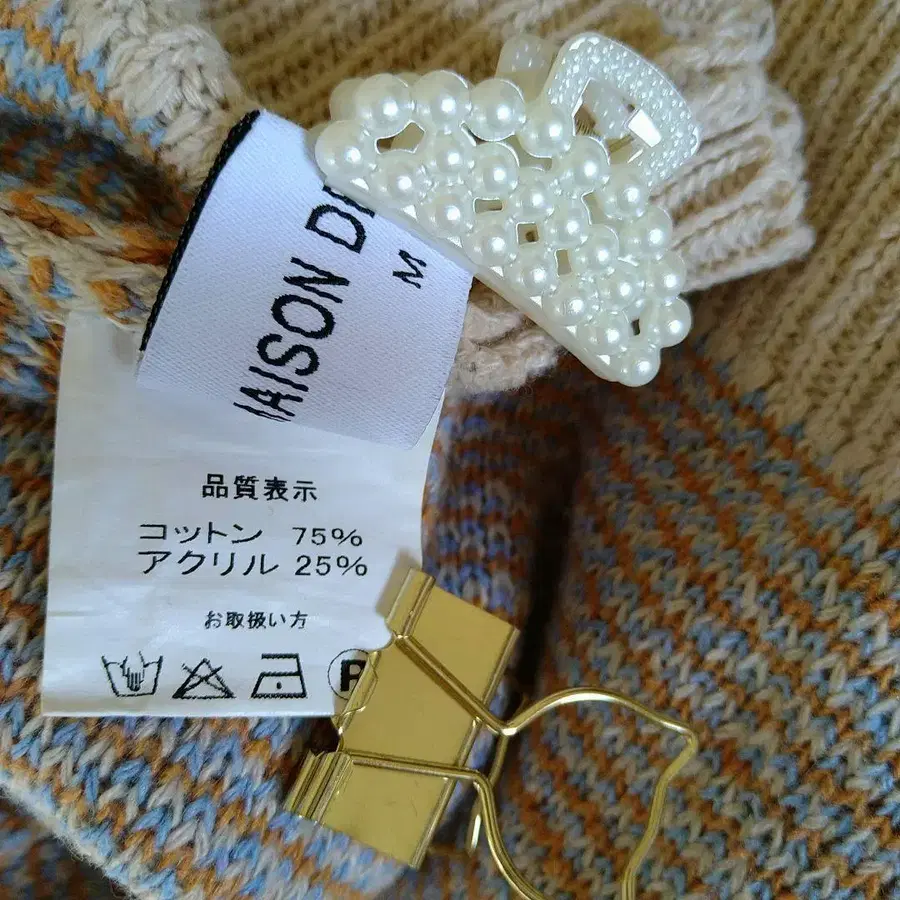 MAISON DE
M
品質表示
コットン 75%
アクリル 25%
お取扱い方
P